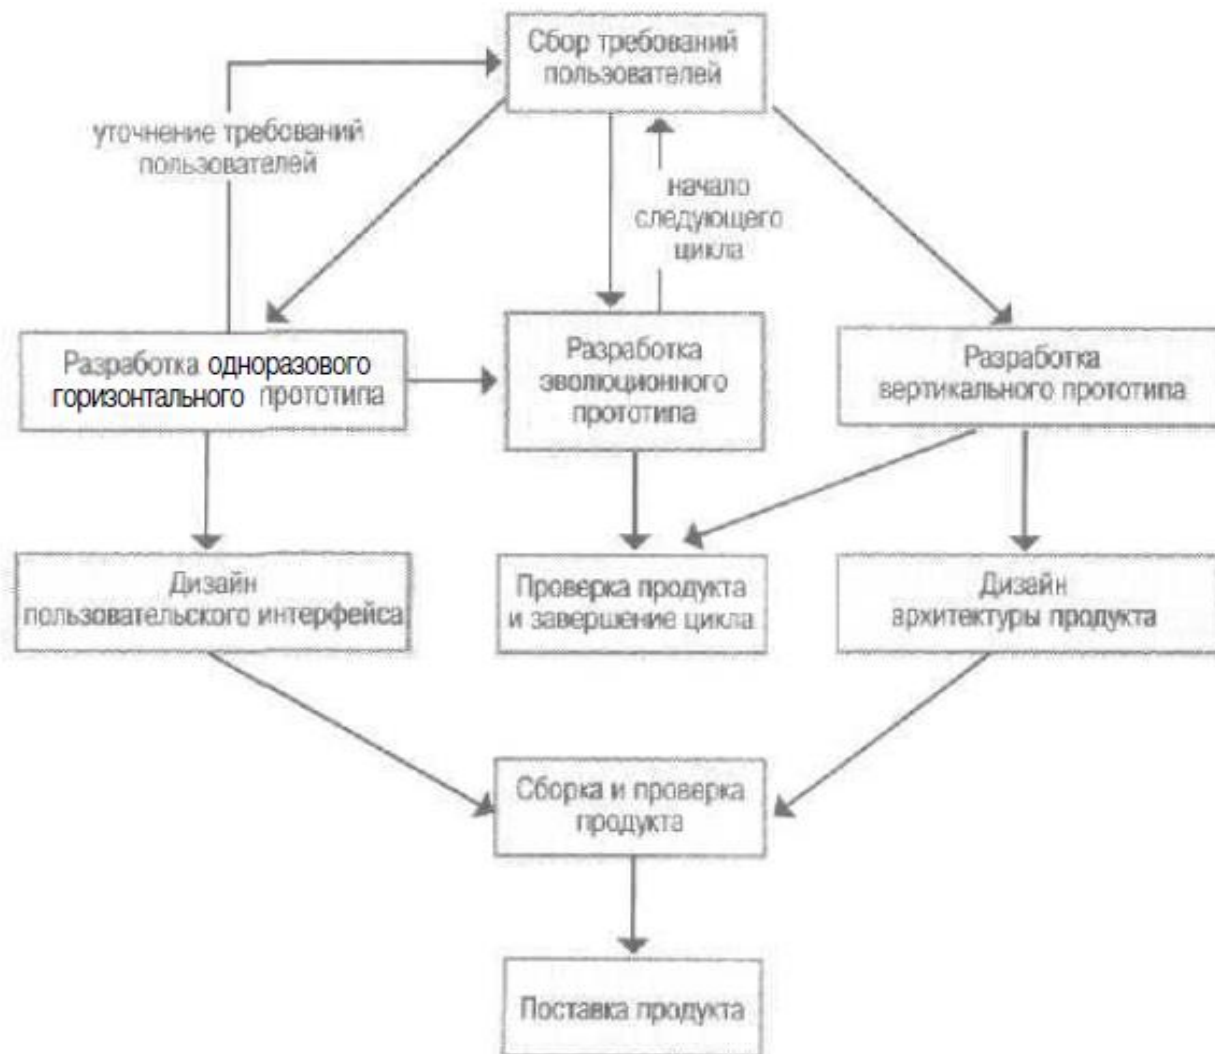 Сбор требований
пользователей
уточнение требований
пользователей
начало
следующего
цикла
Разработка одноразового
горизонтального прототипа
Разработка
эволюционного
прототипа
Разработка
вертикального прототипа
Дизайн
пользовательского интерфейса
Проверка продукта
и завершение цикла
Дизайн
архитектуры продукта
Сборка и проверка
продукта
Поставка продукта